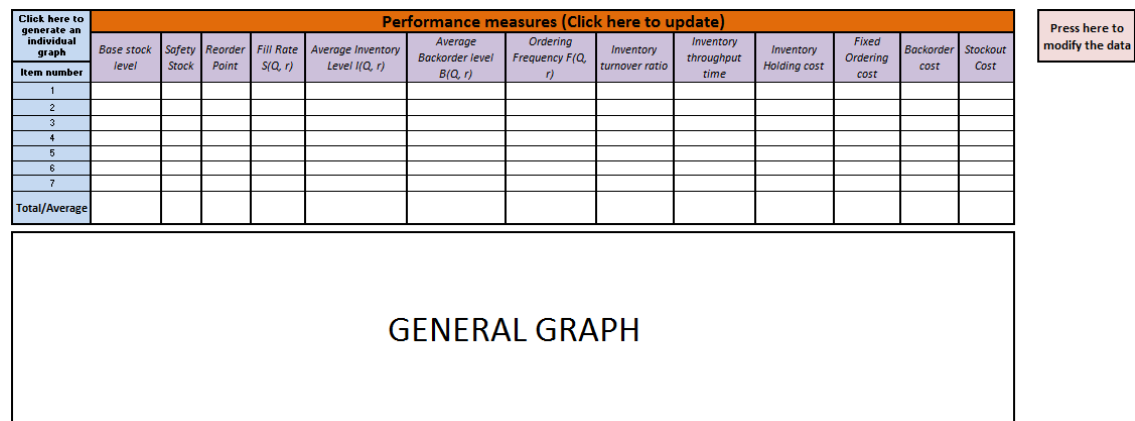 Click here to
generate an
individual
graph
Item number
Performance measures (Click here to update)
Base stock
level
Safety
Stock
Reorder
Point
Fill Rate
S(Q, r)
Average Inventory
Level I(Q, r)
Average
Backorder level
B(Q, r)
Ordering
Frequency F(Q,
r)
Inventory
turnover ratio
Inventory
throughput
time
Inventory
Holding cost
Fixed
Ordering
cost
Backorder
cost
Stockout
Cost
1
2
3
4
5
6
7
Total/Average
Press here to
modify the data
GENERAL GRAPH